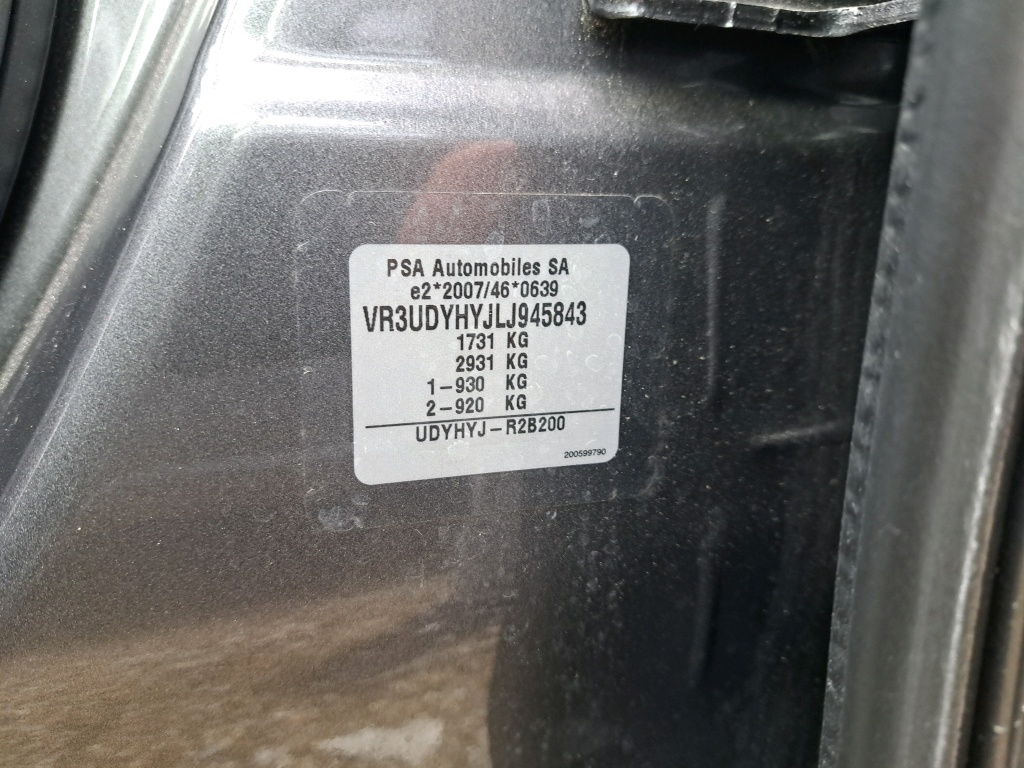 PSA Automobiles SA
e2*2007/46*0639
VR3UDYHYJLJ945843
1731 KG
2931 KG
1-930 KG
2-920 KG
UDYHYJ-R2B200
200599790